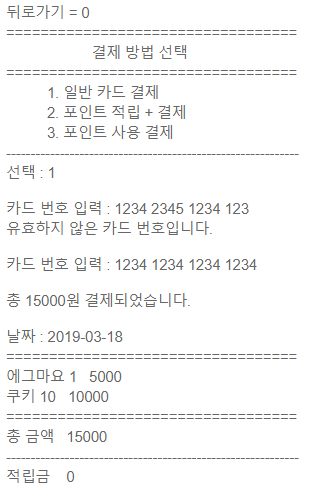 뒤로가기 = 0
==================================
결제 방법 선택
==================================
1. 일반 카드 결제
2. 포인트 적립 + 결제
3. 포인트 사용 결제
----------------------------------------------------------
선택 : 1
카드 번호 입력 : 1234 2345 1234 123
유효하지 않은 카드 번호입니다.
카드 번호 입력 : 1234 1234 1234 1234
총 15000원 결제되었습니다.
날짜 : 2019-03-18
==================================
에그마요 1 5000
쿠키 10 10000
==================================
총 금액 15000
----------------------------------------------------------
적립금 0